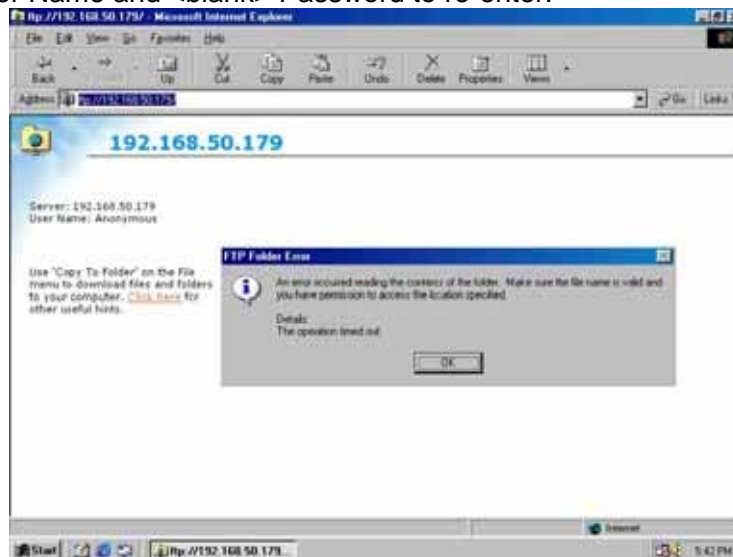 Name and <blank> Password to re-enter.
ftp://192.168.50.179/ - Microsoft Internet Explorer
File Edit View Go Favorites Help
Back Up Cut Copy Paste Undo Delete Properties Views
Address ftp://192.168.50.179/ Go Links
192.168.50.179
Server: 192.168.50.179
User Name: Anonymous
Use "Copy To Folder" on the File
menu to download files and folders
to your computer. Click here for
other useful hints.
FTP Folder Error
An error occurred reading the contents of the folder. Make sure the file name is valid and
you have permission to access the location specified.
Details:
The operation timed out
OK
Internet
Start ftp://192.168.50.179... 5:42 PM